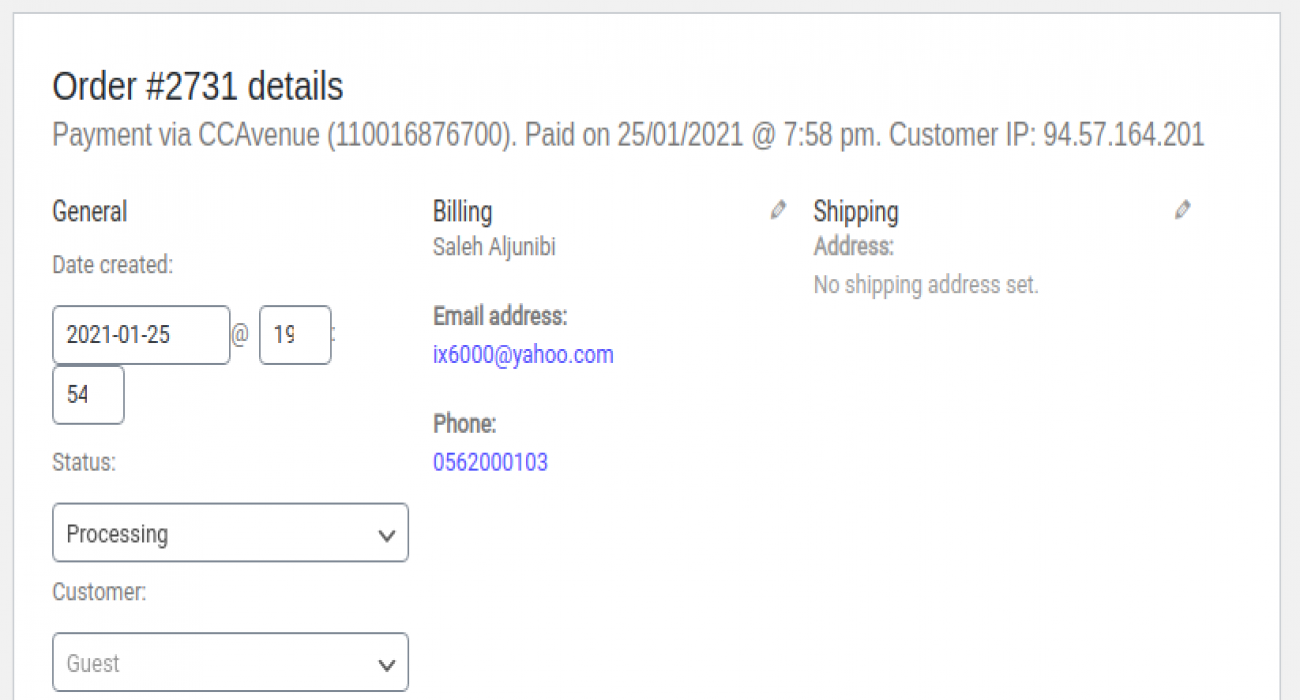 Order #2731 details
Payment via CCAvenue (110016876700). Paid on 25/01/2021 @ 7:58 pm. Customer IP: 94.57.164.201
General
Date created:
2021-01-25 @ 19 :
54
Status:
Processing
Customer:
Guest
Billing
Saleh Aljunibi
Email address:
ix6000@yahoo.com
Phone:
0562000103
Shipping
Address:
No shipping address set.